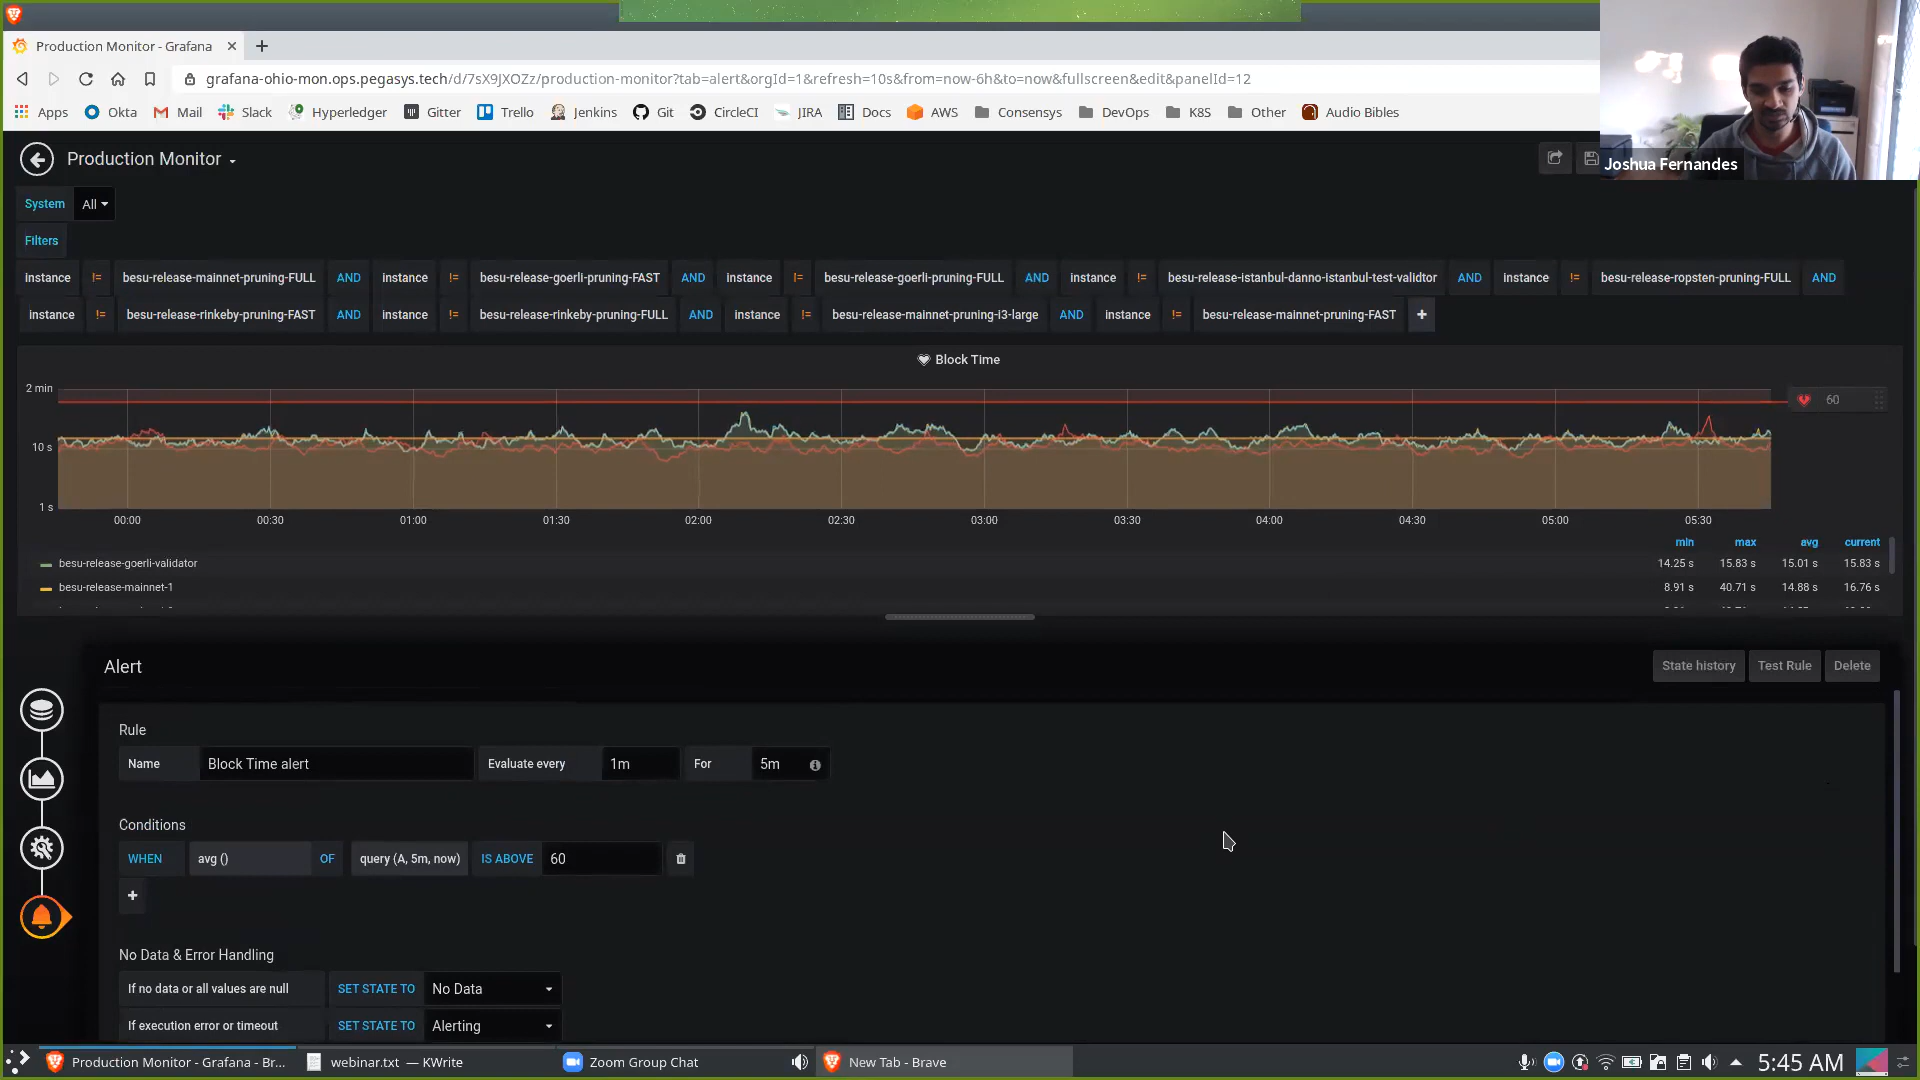 Production Monitor - Grafana
grafana-ohio-mon.ops.pegasys.tech/d/7sX9JXOZz/production-monitor?tab=alert&orgId=1&refresh=10s&from=now-6h&to=now&fullscreen&edit&panelId=12
Apps Okta Mail Slack Hyperledger Gitter Trello Jenkins Git CircleCI JIRA Docs AWS Consensys DevOps K8S Other Audio Bibles
Joshua Fernandes
Production Monitor
System All
Filters
instance != besu-release-mainnet-pruning-FULL AND instance != besu-release-goerli-pruning-FAST AND instance != besu-release-goerli-pruning-FULL AND instance != besu-release-istanbul-danno-istanbul-test-validtor AND instance != besu-release-ropsten-pruning-FULL AND
instance != besu-release-rinkeby-pruning-FAST AND instance != besu-release-rinkeby-pruning-FULL AND instance != besu-release-mainnet-pruning-i3-large AND instance != besu-release-mainnet-pruning-FAST +
Block Time
2 min
60
10 s
1 s
00:00 00:30 01:00 01:30 02:00 02:30 03:00 03:30 04:00 04:30 05:00 05:30
min max avg current
besu-release-goerli-validator 14.25 s 15.83 s 15.01 s 15.83 s
besu-release-mainnet-1 8.91 s 40.71 s 14.88 s 16.76 s
Alert State history Test Rule Delete
Rule
Name Block Time alert Evaluate every 1m For 5m
Conditions
WHEN avg () OF query (A, 5m, now) IS ABOVE 60
+
No Data & Error Handling
If no data or all values are null SET STATE TO No Data
If execution error or timeout SET STATE TO Alerting
Production Monitor - Grafana - Br... webinar.txt — KWrite Zoom Group Chat New Tab - Brave 5:45 AM